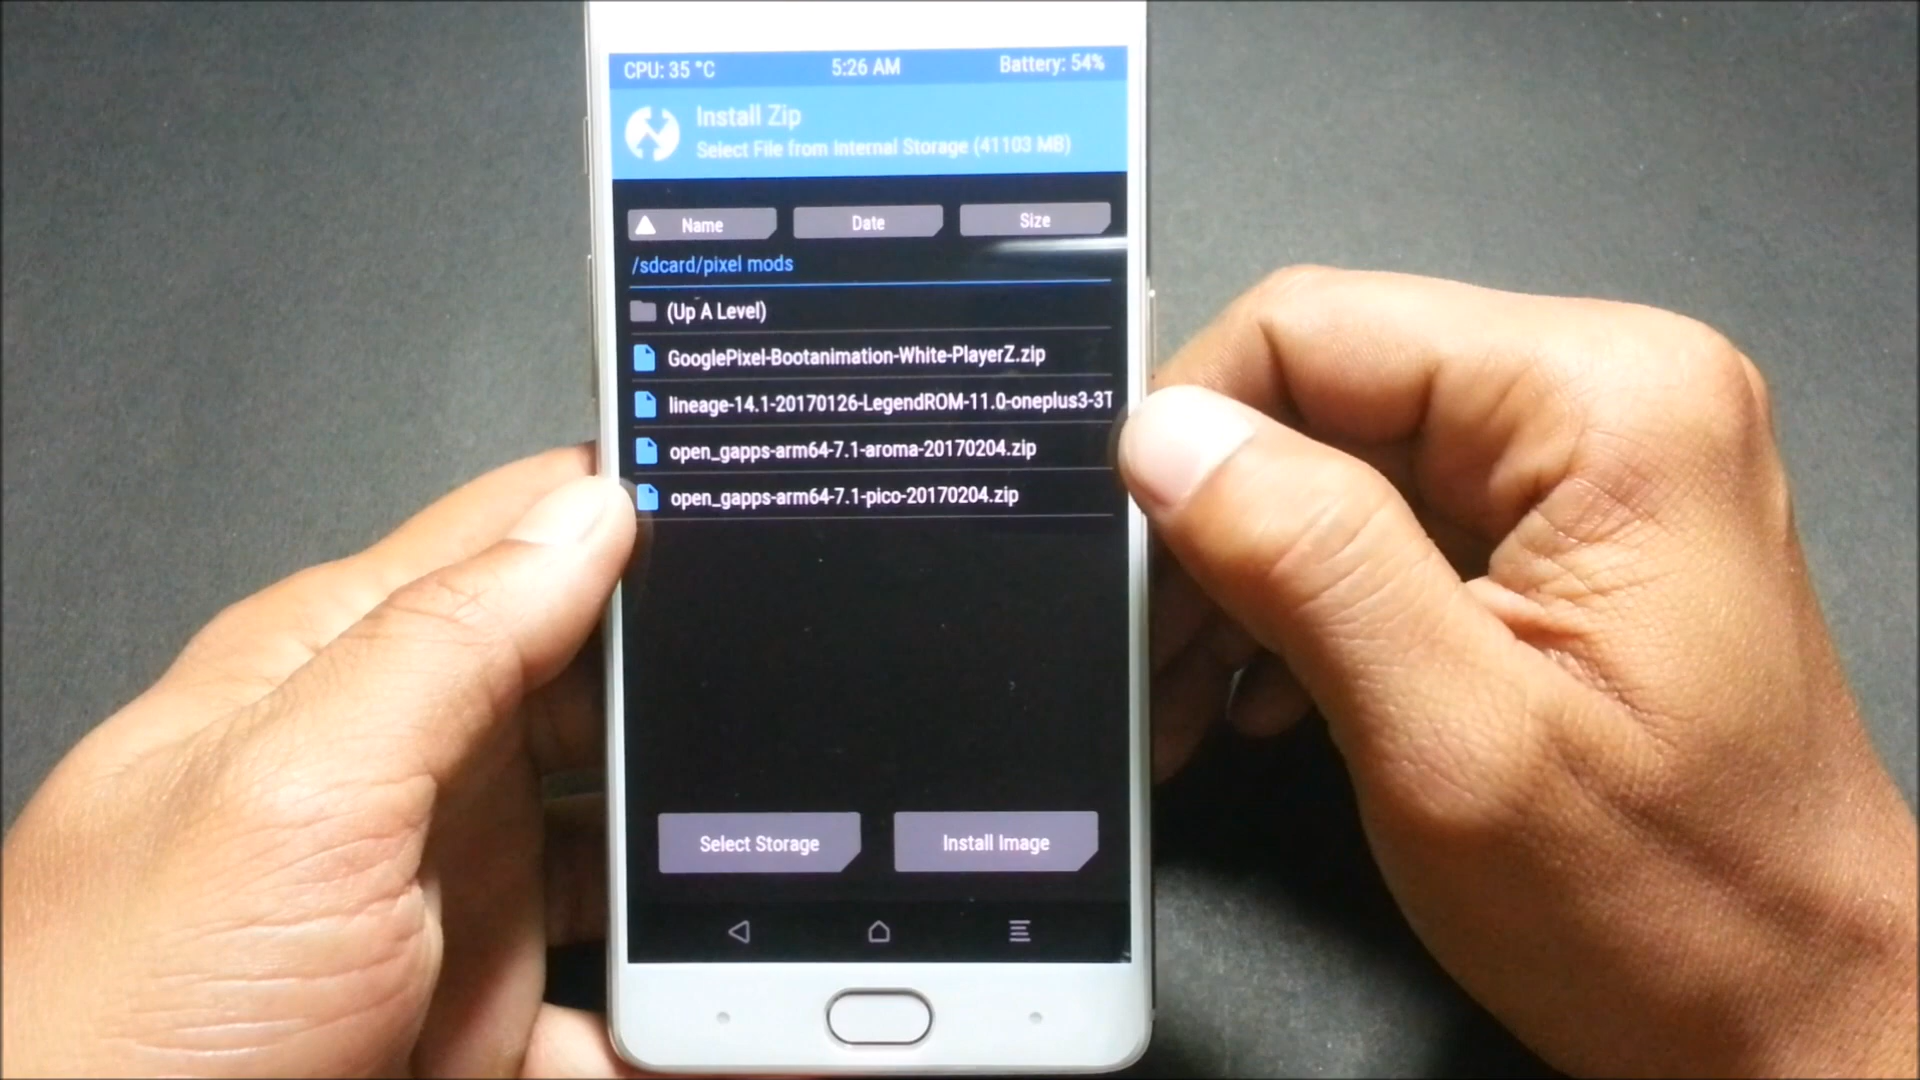 CPU: 35 °C 5:26 AM Battery: 54%
Install Zip
Select File from Internal Storage (41103 MB)
Name Date Size
/sdcard/pixel mods
(Up A Level)
GooglePixel-Bootanimation-White-PlayerZ.zip
lineage-14.1-20170126-LegendROM-11.0-oneplus3-3T
open_gapps-arm64-7.1-aroma-20170204.zip
open_gapps-arm64-7.1-pico-20170204.zip
Select Storage Install Image